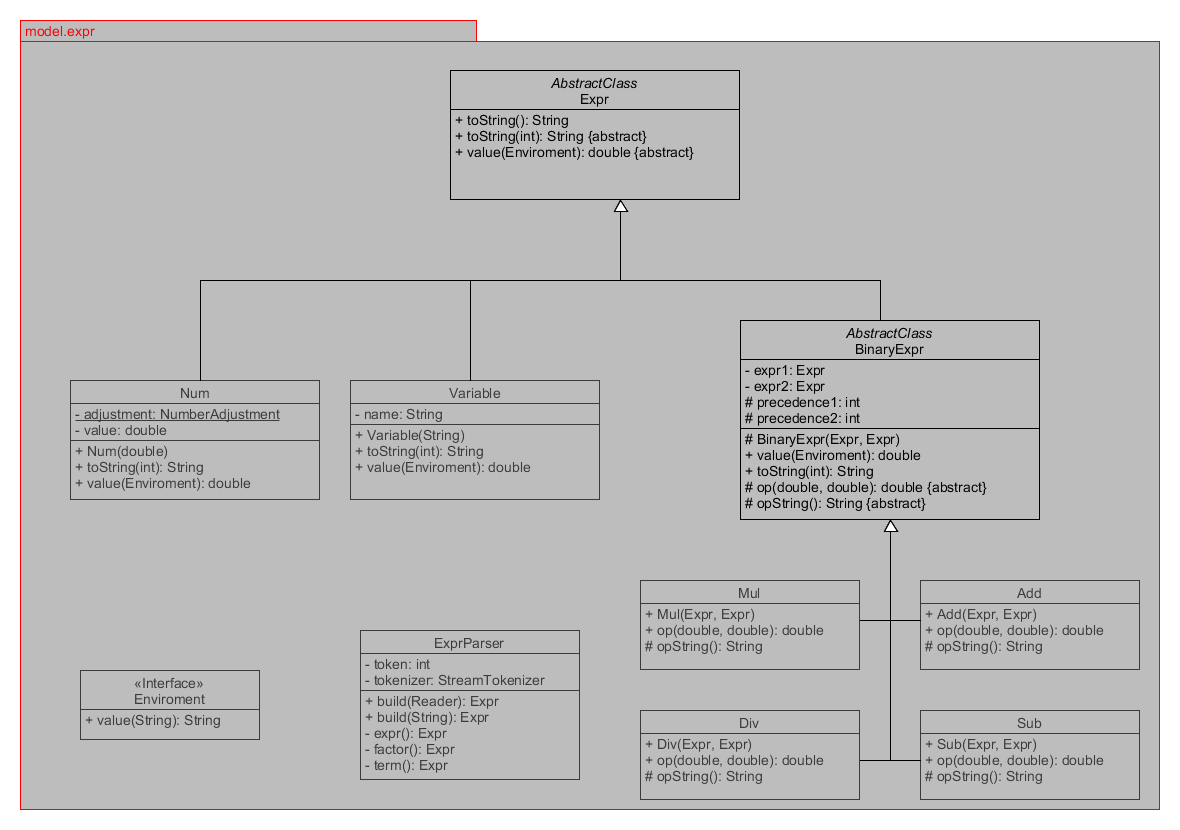 model.expr
AbstractClass
Expr
+ toString(): String
+ toString(int): String {abstract}
+ value(Enviroment): double {abstract}
AbstractClass
BinaryExpr
- expr1: Expr
- expr2: Expr
# precedence1: int
# precedence2: int
# BinaryExpr(Expr, Expr)
+ value(Enviroment): double
+ toString(int): String
# op(double, double): double {abstract}
# opString(): String {abstract}
Num
- adjustment: NumberAdjustment
- value: double
+ Num(double)
+ toString(int): String
+ value(Enviroment): double
Variable
- name: String
+ Variable(String)
+ toString(int): String
+ value(Enviroment): double
Mul
+ Mul(Expr, Expr)
+ op(double, double): double
# opString(): String
Add
+ Add(Expr, Expr)
+ op(double, double): double
# opString(): String
ExprParser
- token: int
- tokenizer: StreamTokenizer
+ build(Reader): Expr
+ build(String): Expr
- expr(): Expr
- factor(): Expr
- term(): Expr
«Interface»
Enviroment
+ value(String): String
Div
+ Div(Expr, Expr)
+ op(double, double): double
# opString(): String
Sub
+ Sub(Expr, Expr)
+ op(double, double): double
# opString(): String